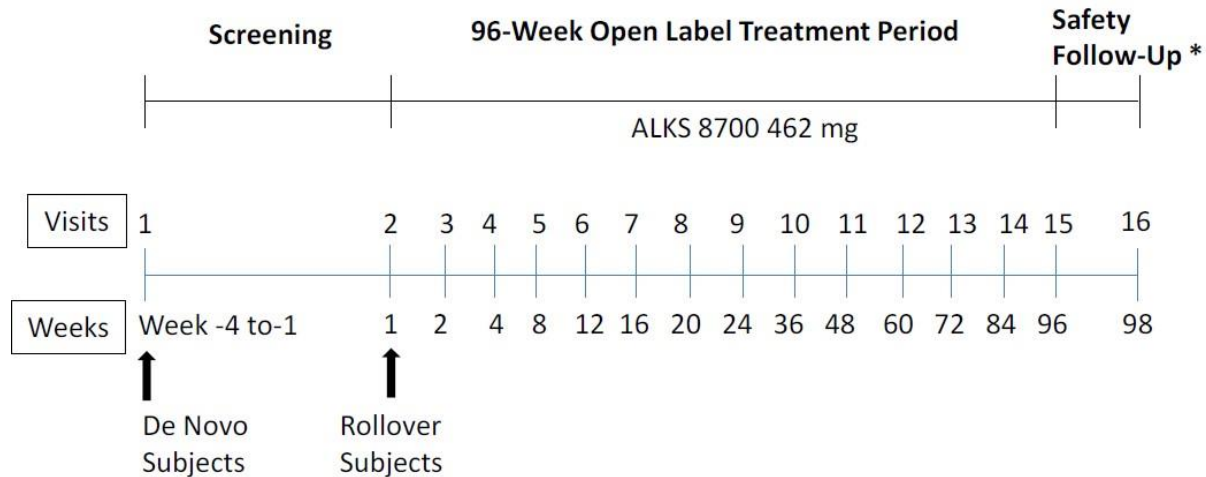 Screening
96-Week Open Label Treatment Period
Safety
Follow-Up *
ALKS 8700 462 mg
Visits 1 2 3 4 5 6 7 8 9 10 11 12 13 14 15 16
Weeks Week -4 to-1 1 2 4 8 12 16 20 24 36 48 60 72 84 96 98
De Novo
Subjects
Rollover
Subjects